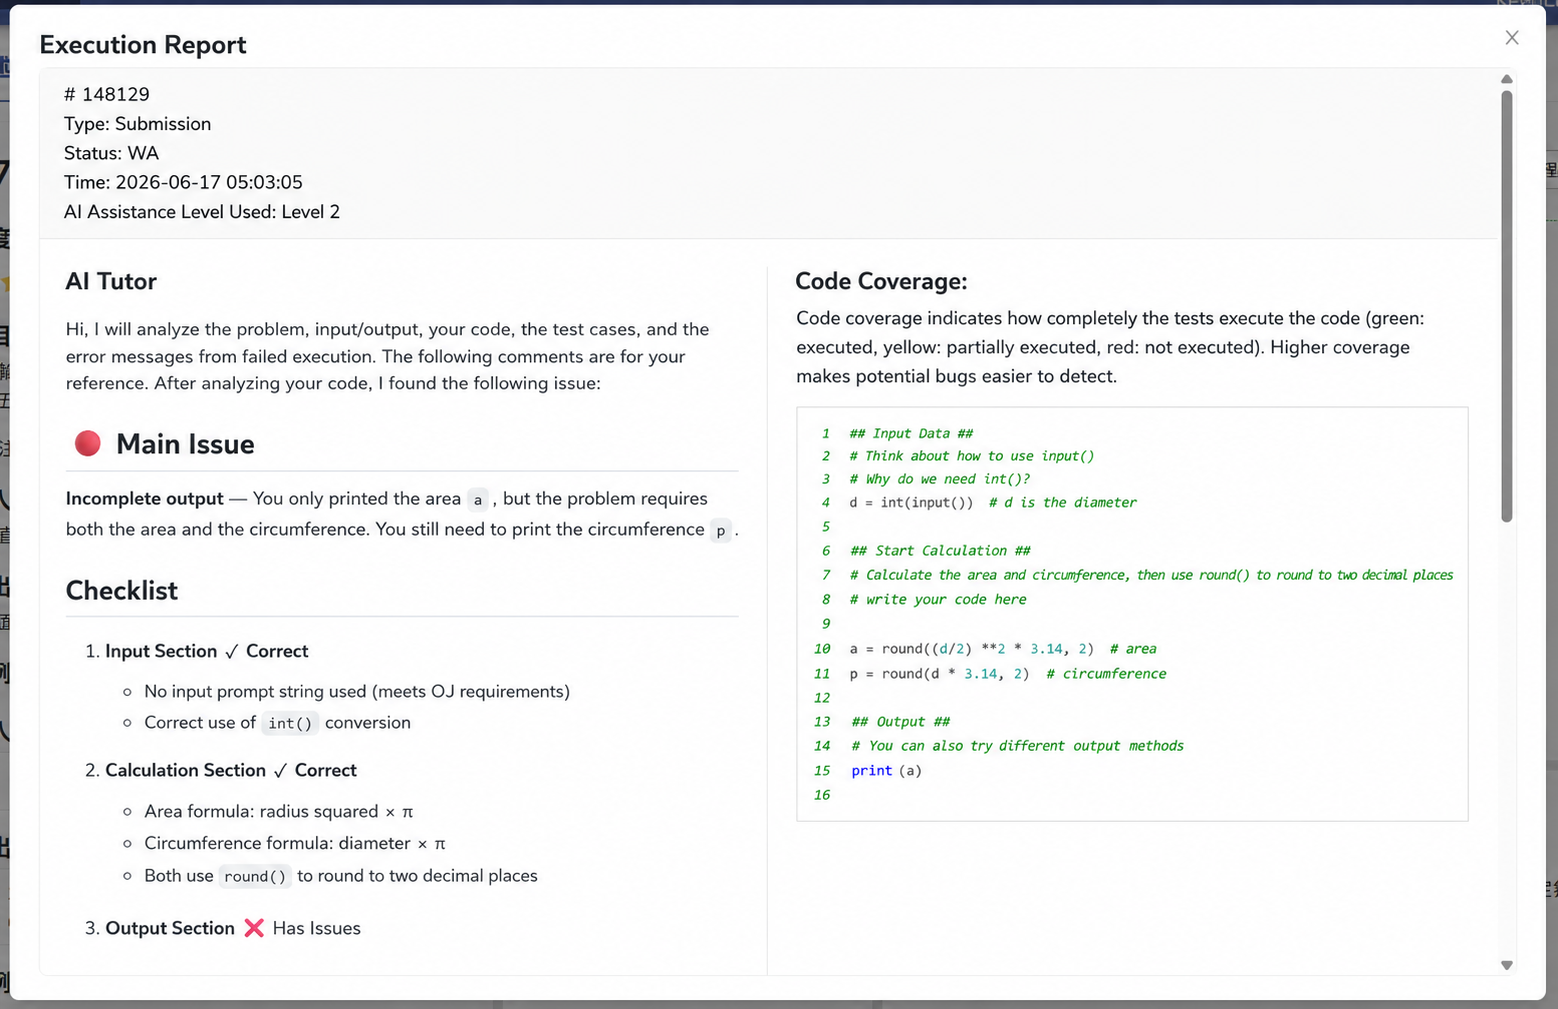 Execution Report
# 148129
Type: Submission
Status: WA
Time: 2026-06-17 05:03:05
AI Assistance Level Used: Level 2
AI Tutor
Hi, I will analyze the problem, input/output, your code, the test cases, and the
error messages from failed execution. The following comments are for your
reference. After analyzing your code, I found the following issue:
Main Issue
Incomplete output — You only printed the area a , but the problem requires
both the area and the circumference. You still need to print the circumference p .
Checklist
1. Input Section ✓ Correct
No input prompt string used (meets OJ requirements)
Correct use of int() conversion
2. Calculation Section ✓ Correct
Area formula: radius squared × π
Circumference formula: diameter × π
Both use round() to round to two decimal places
3. Output Section ❌ Has Issues
Code Coverage:
Code coverage indicates how completely the tests execute the code (green:
executed, yellow: partially executed, red: not executed). Higher coverage
makes potential bugs easier to detect.
1 ## Input Data ##
2 # Think about how to use input()
3 # Why do we need int()?
4 d = int(input())  # d is the diameter
5
6 ## Start Calculation ##
7 # Calculate the area and circumference, then use round() to round to two decimal places
8 # write your code here
9
10 a = round((d/2) **2 * 3.14, 2)  # area
11 p = round(d * 3.14, 2)  # circumference
12
13 ## Output ##
14 # You can also try different output methods
15 print (a)
16